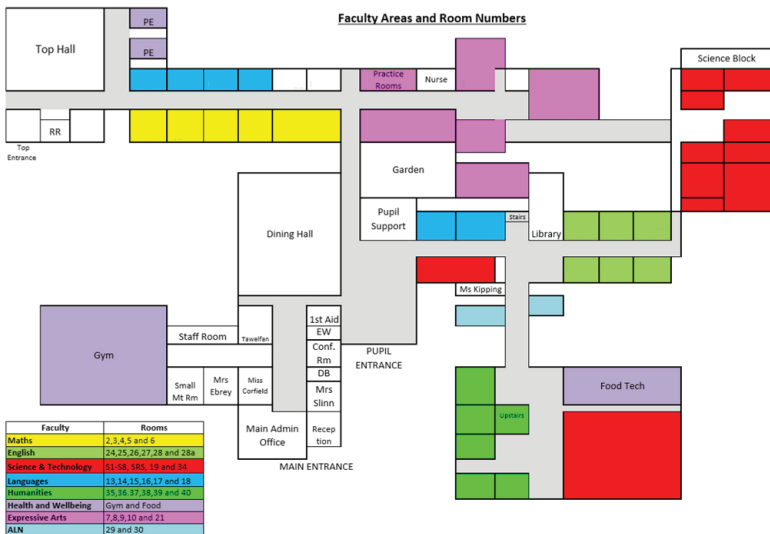 Faculty Areas and Room Numbers
PE
Top Hall
PE
Science Block
Practice
Rooms
Nurse
RR
Top
Entrance
Garden
Pupil
Support
Stairs
Dining Hall
Library
Ms Kipping
1st Aid
EW
Staff Room
Tawelfan
Conf.
Rm
PUPIL
ENTRANCE
Gym
DB
Small
Mt Rm
Mrs
Ebrey
Miss
Corfield
Mrs
Slinn
Food Tech
Upstairs
Main Admin
Office
Recep
tion
MAIN ENTRANCE
Faculty Rooms
Maths 2,3,4,5 and 6
English 24,25,26,27,28 and 28a
Science & Technology S1-S8, SRS, 19 and 34
Languages 13,14,15,16,17 and 18
Humanities 35,36.37,38,39 and 40
Health and Wellbeing Gym and Food
Expressive Arts 7,8,9,10 and 21
ALN 29 and 30